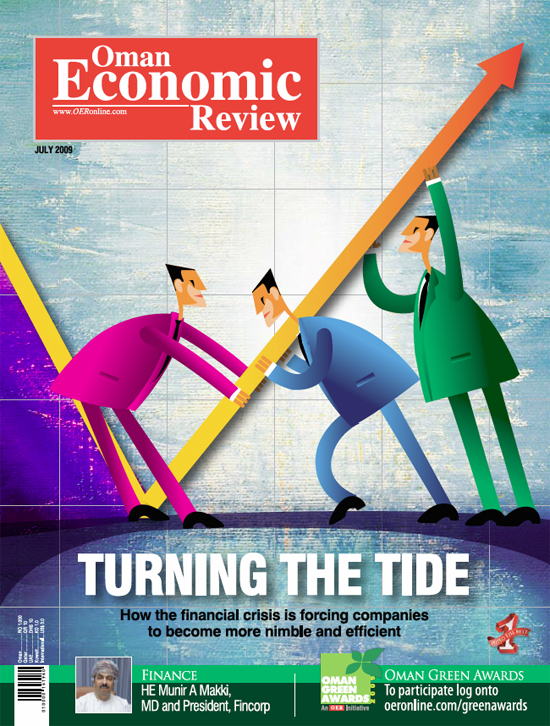 Oman
Economic
www.OERonline.com
Review
JULY 2009
TURNING THE TIDE
How the financial crisis is forcing companies
to become more nimble and efficient
FINANCE
HE Munir A Makki,
MD and President, Fincorp
OMAN
GREEN
AWARDS
2009
An OER Initiative
OMAN GREEN AWARDS
To participate log onto
oeronline.com/greenawards